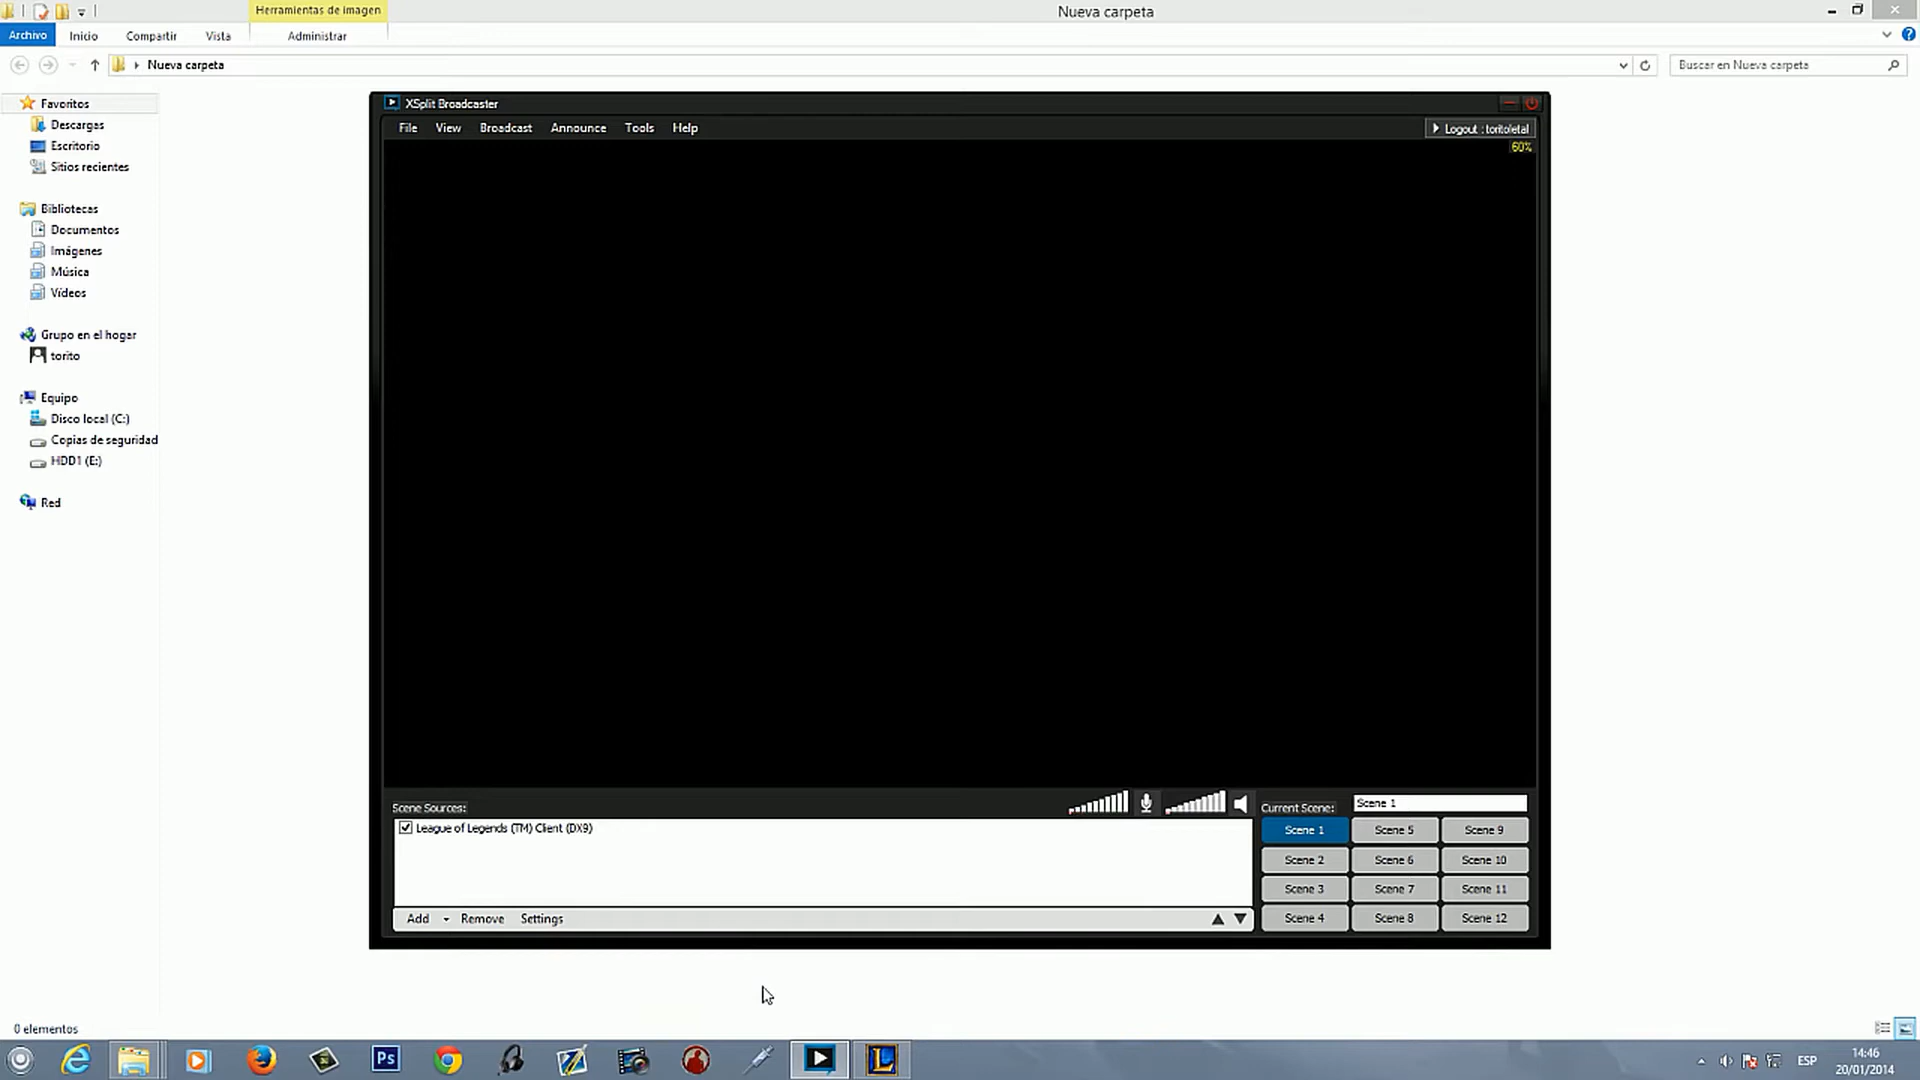 Herramientas de imagen
Nueva carpeta
Archivo
Inicio
Compartir
Vista
Administrar
Nueva carpeta
Buscar en Nueva carpeta
Favoritos
Descargas
Escritorio
Sitios recientes
Bibliotecas
Documentos
Imágenes
Música
Vídeos
Grupo en el hogar
torito
Equipo
Disco local (C:)
Copias de seguridad
HDD1 (E:)
Red
XSplit Broadcaster
File
View
Broadcast
Announce
Tools
Help
Logout : toritoletal
60%
Scene Sources:
League of Legends (TM) Client (DX9)
Add
Remove
Settings
Current Scene:
Scene 1
Scene 1
Scene 5
Scene 9
Scene 2
Scene 6
Scene 10
Scene 3
Scene 7
Scene 11
Scene 4
Scene 8
Scene 12
0 elementos
Ps
L
ESP
14:46
20/01/2014